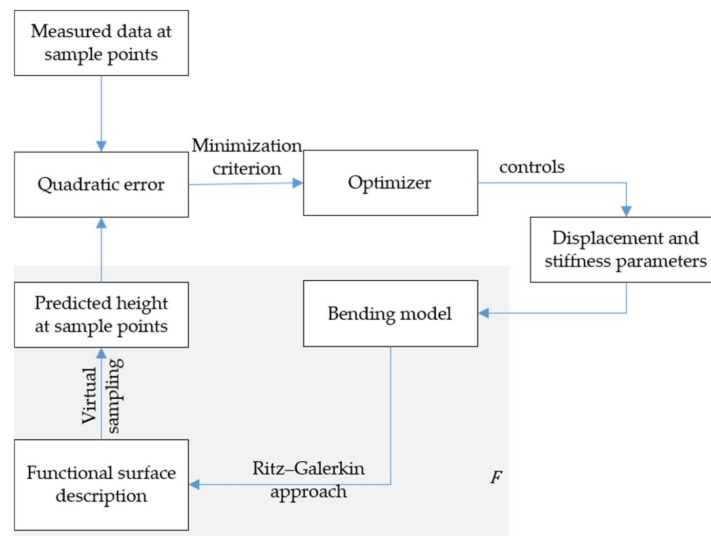 Measured data at
sample points
Quadratic error
Minimization
criterion
Optimizer
controls
Displacement and
stiffness parameters
Predicted height
at sample points
Bending model
Virtual
sampling
Functional surface
description
Ritz–Galerkin
approach
F